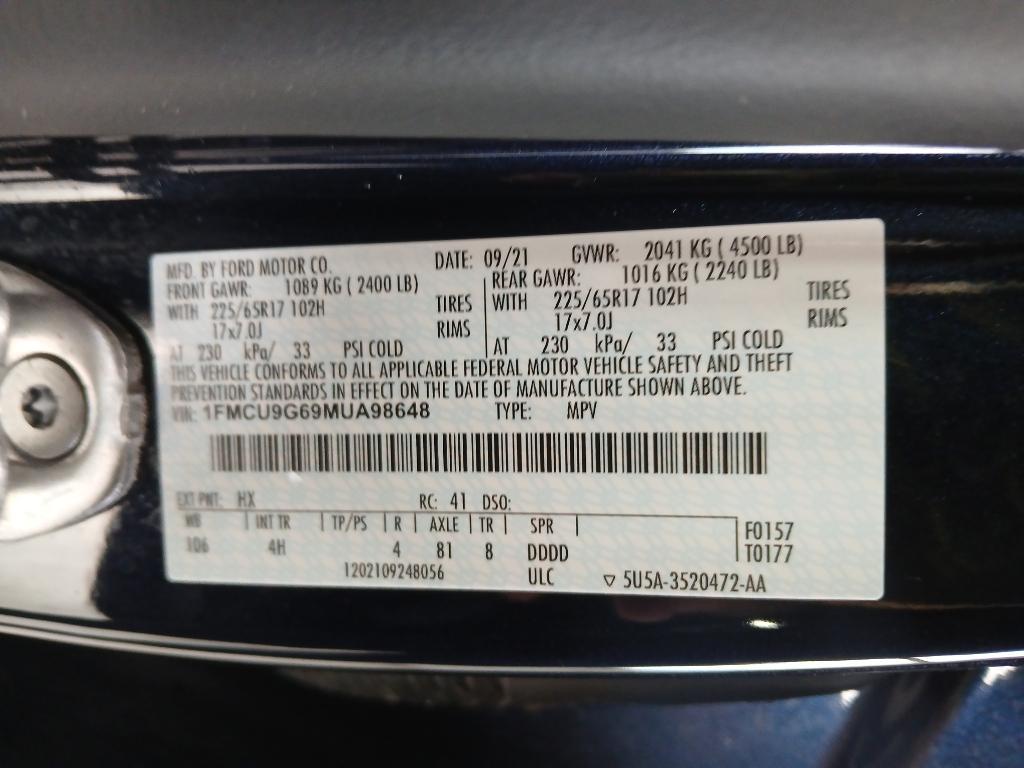 MFD. BY FORD MOTOR CO. DATE: 09/21 GVWR: 2041 KG ( 4500 LB)
FRONT GAWR: 1089 KG ( 2400 LB) REAR GAWR: 1016 KG ( 2240 LB)
WITH 225/65R17 102H TIRES WITH 225/65R17 102H TIRES
17x7.0J RIMS 17x7.0J RIMS
AT 230 kPa/ 33 PSI COLD AT 230 kPa/ 33 PSI COLD
THIS VEHICLE CONFORMS TO ALL APPLICABLE FEDERAL MOTOR VEHICLE SAFETY AND THEFT
PREVENTION STANDARDS IN EFFECT ON THE DATE OF MANUFACTURE SHOWN ABOVE.
VIN: 1FMCU9G69MUA98648 TYPE: MPV
EXT PNT: HX RC: 41 DSO:
WB INT TR TP/PS R AXLE TR SPR F0157
106 4H 4 81 8 DDDD T0177
1202109248056 ULC ▽ 5U5A-3520472-AA